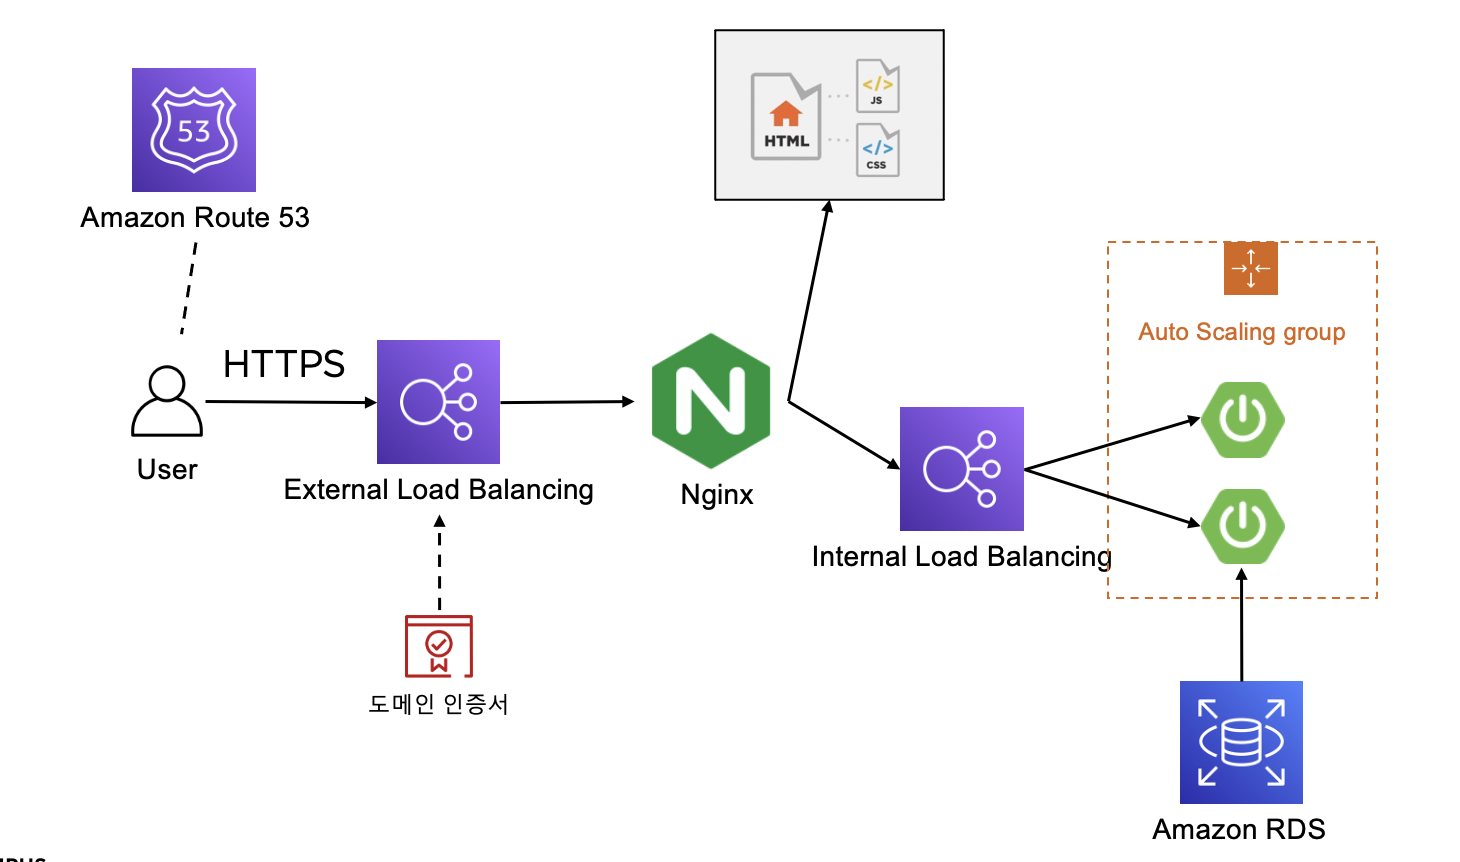 53
Amazon Route 53
HTTPS
User
External Load Balancing
도메인 인증서
N
Nginx
HTML
</>
JS
</>
CSS
Internal Load Balancing
Auto Scaling group
Amazon RDS